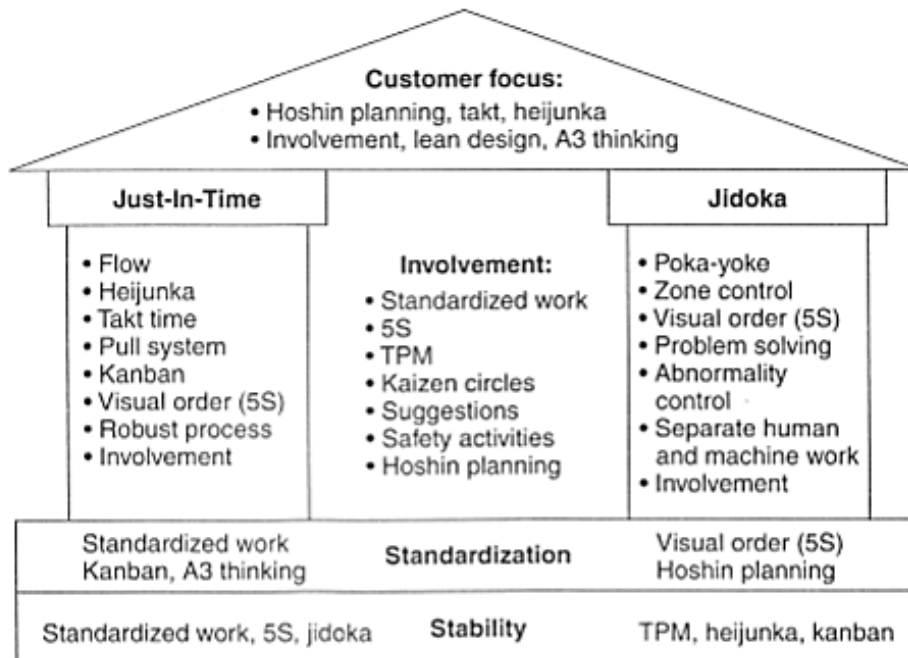 Customer focus:
• Hoshin planning, takt, heijunka
• Involvement, lean design, A3 thinking
Just-In-Time
• Flow
• Heijunka
• Takt time
• Pull system
• Kanban
• Visual order (5S)
• Robust process
• Involvement
Involvement:
• Standardized work
• 5S
• TPM
• Kaizen circles
• Suggestions
• Safety activities
• Hoshin planning
Jidoka
• Poka-yoke
• Zone control
• Visual order (5S)
• Problem solving
• Abnormality
control
• Separate human
and machine work
• Involvement
Standardized work
Kanban, A3 thinking
Standardization
Visual order (5S)
Hoshin planning
Standardized work, 5S, jidoka
Stability
TPM, heijunka, kanban